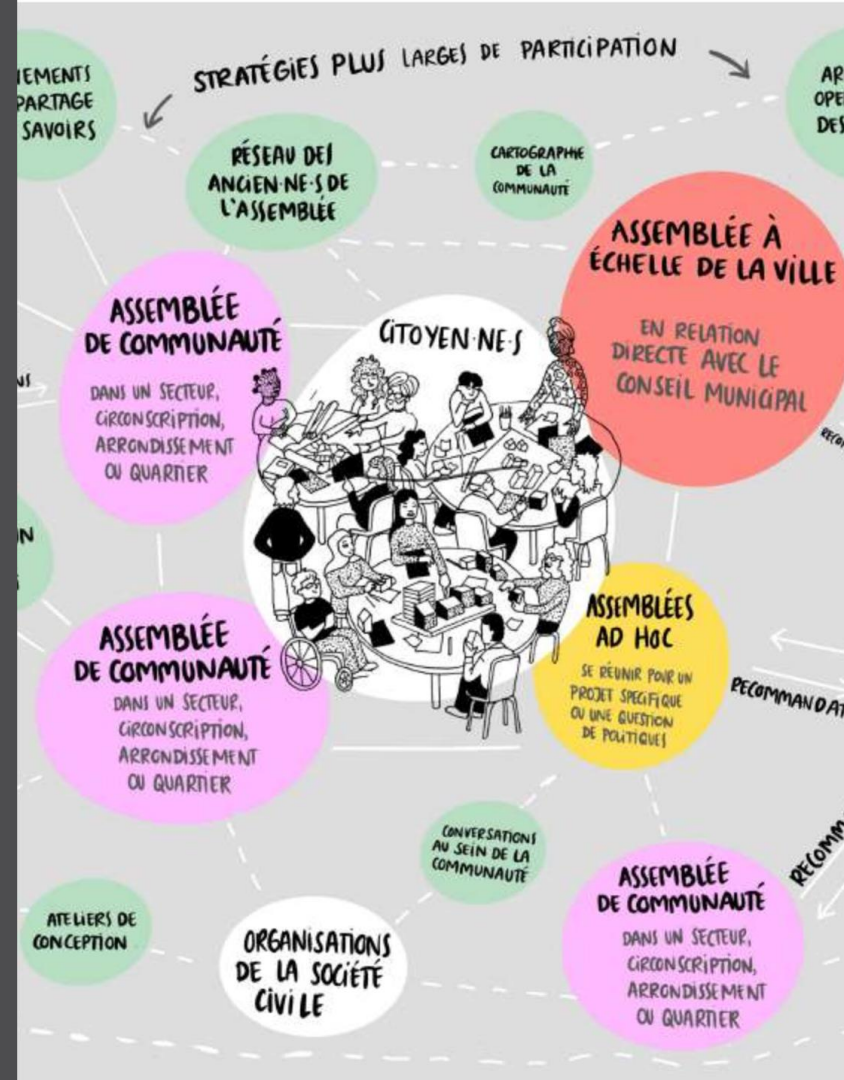 STRATÉGIES PLUS LARGES DE PARTICIPATION
PARTAGE
SAVOIRS
RÉSEAU DES
ANCIEN·NE·S DE
L'ASSEMBLÉE
CARTOGRAPHIE
DE LA
COMMUNAUTÉ
ASSEMBLÉE À
ÉCHELLE DE LA VILLE
EN RELATION
DIRECTE AVEC LE
CONSEIL MUNICIPAL
ASSEMBLÉE
DE COMMUNAUTÉ
DANS UN SECTEUR,
CIRCONSCRIPTION,
ARRONDISSEMENT
OU QUARTIER
CITOYEN·NE·S
ASSEMBLÉE
DE COMMUNAUTÉ
DANS UN SECTEUR,
CIRCONSCRIPTION,
ARRONDISSEMENT
OU QUARTIER
ASSEMBLÉES
AD HOC
SE RÉUNIR POUR UN
PROJET SPECIFIQUE
OU UNE QUESTION
DE POLITIQUES
CONVERSATIONS
AU SEIN DE LA
COMMUNAUTÉ
ATELIERS DE
CONCEPTION
ORGANISATIONS
DE LA SOCIÉTÉ
CIVILE
ASSEMBLÉE
DE COMMUNAUTÉ
DANS UN SECTEUR,
CIRCONSCRIPTION,
ARRONDISSEMENT
OU QUARTIER